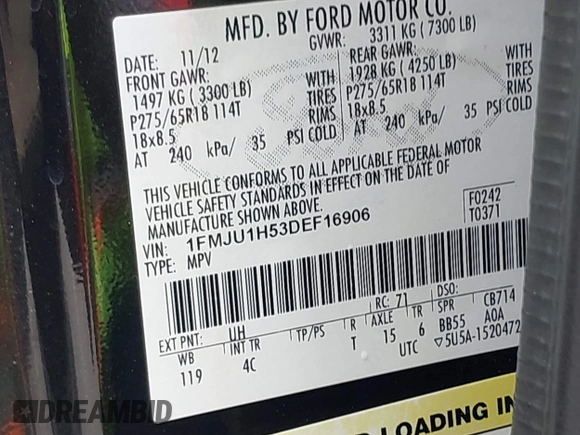 MFD. BY FORD MOTOR CO.
DATE: 11/12 GVWR: 3311 KG ( 7300 LB)
FRONT GAWR: REAR GAWR:
1497 KG ( 3300 LB) WITH 1928 KG ( 4250 LB) WITH
P275/65R18 114T TIRES P275/65R18 114T TIRES
18x8.5 RIMS 18x8.5 RIMS
AT 240 kPa/ 35 PSI COLD AT 240 kPa/ 35 PSI COLD
THIS VEHICLE CONFORMS TO ALL APPLICABLE FEDERAL MOTOR
VEHICLE SAFETY STANDARDS IN EFFECT ON THE DATE OF
MANUFACTURE SHOWN ABOVE.
F0242
T0371
VIN: 1FMJU1H53DEF16906
TYPE: MPV
EXT PNT: UH RC: 71 DSO:
WB INT TR TP/PS R AXLE TR SPR CB714
119 4C T 15 6 BB55 AOA
UTC ▽5U5A-1520472
LOADING IN
DREAMBID